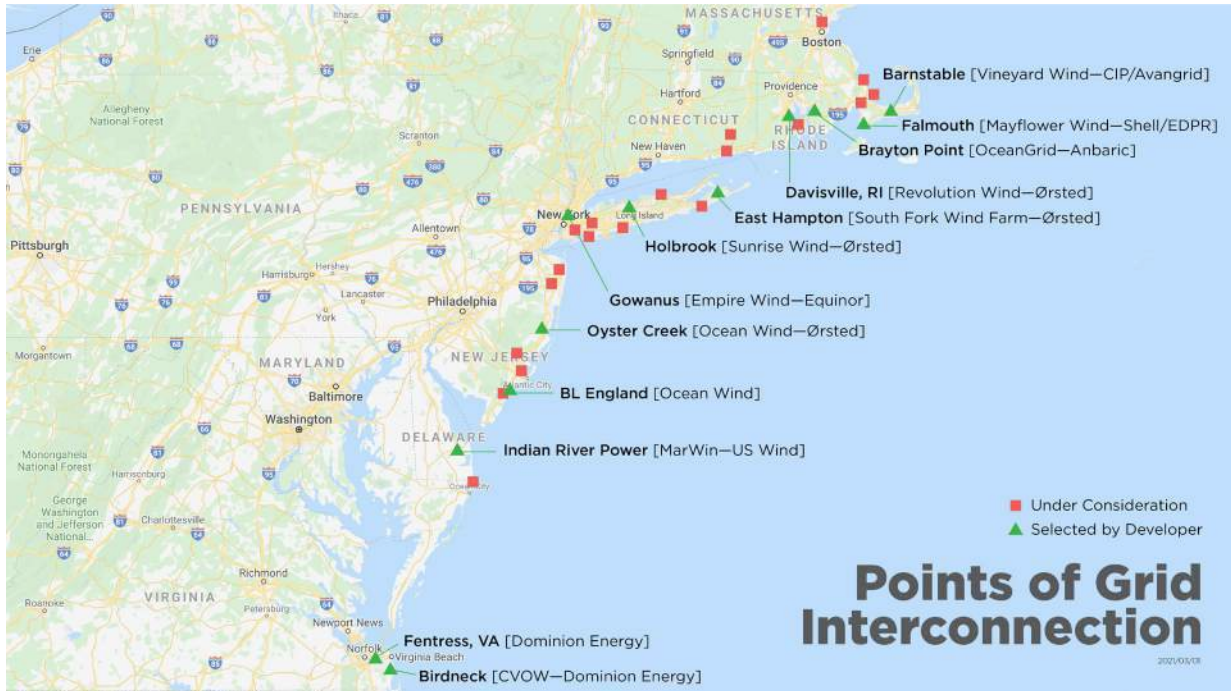 MASSACHUSETTS
Boston
Erie
Springfield
Barnstable [Vineyard Wind—CIP/Avangrid]
Providence
Hartford
Allegheny
National Forest
Scranton
CONNECTICUT
RHODE
ISLAND
Falmouth [Mayflower Wind—Shell/EDPR]
Brayton Point [OceanGrid—Anbaric]
New Haven
Davisville, RI [Revolution Wind—Ørsted]
PENNSYLVANIA
New York
Long Island
East Hampton [South Fork Wind Farm—Ørsted]
Allentown
Pittsburgh
Holbrook [Sunrise Wind—Ørsted]
Harrisburg
Hershey
Lancaster
Philadelphia
York
Gowanus [Empire Wind—Equinor]
Oyster Creek [Ocean Wind—Ørsted]
Morgantown
MARYLAND
NEW JERSEY
Atlantic City
Baltimore
BL England [Ocean Wind]
Washington
DELAWARE
Indian River Power [MarWin—US Wind]
Monongahela
National Forest
Harrisonburg
Ocean City
George
Washington
and Jefferson
National...
Charlottesville
Under Consideration
Selected by Developer
Points of Grid
Interconnection
2021/03/01
Richmond
Roanoke
VIRGINIA
Petersburg
Newport News
Fentress, VA [Dominion Energy]
Norfolk
Virginia Beach
Birdneck [CVOW—Dominion Energy]